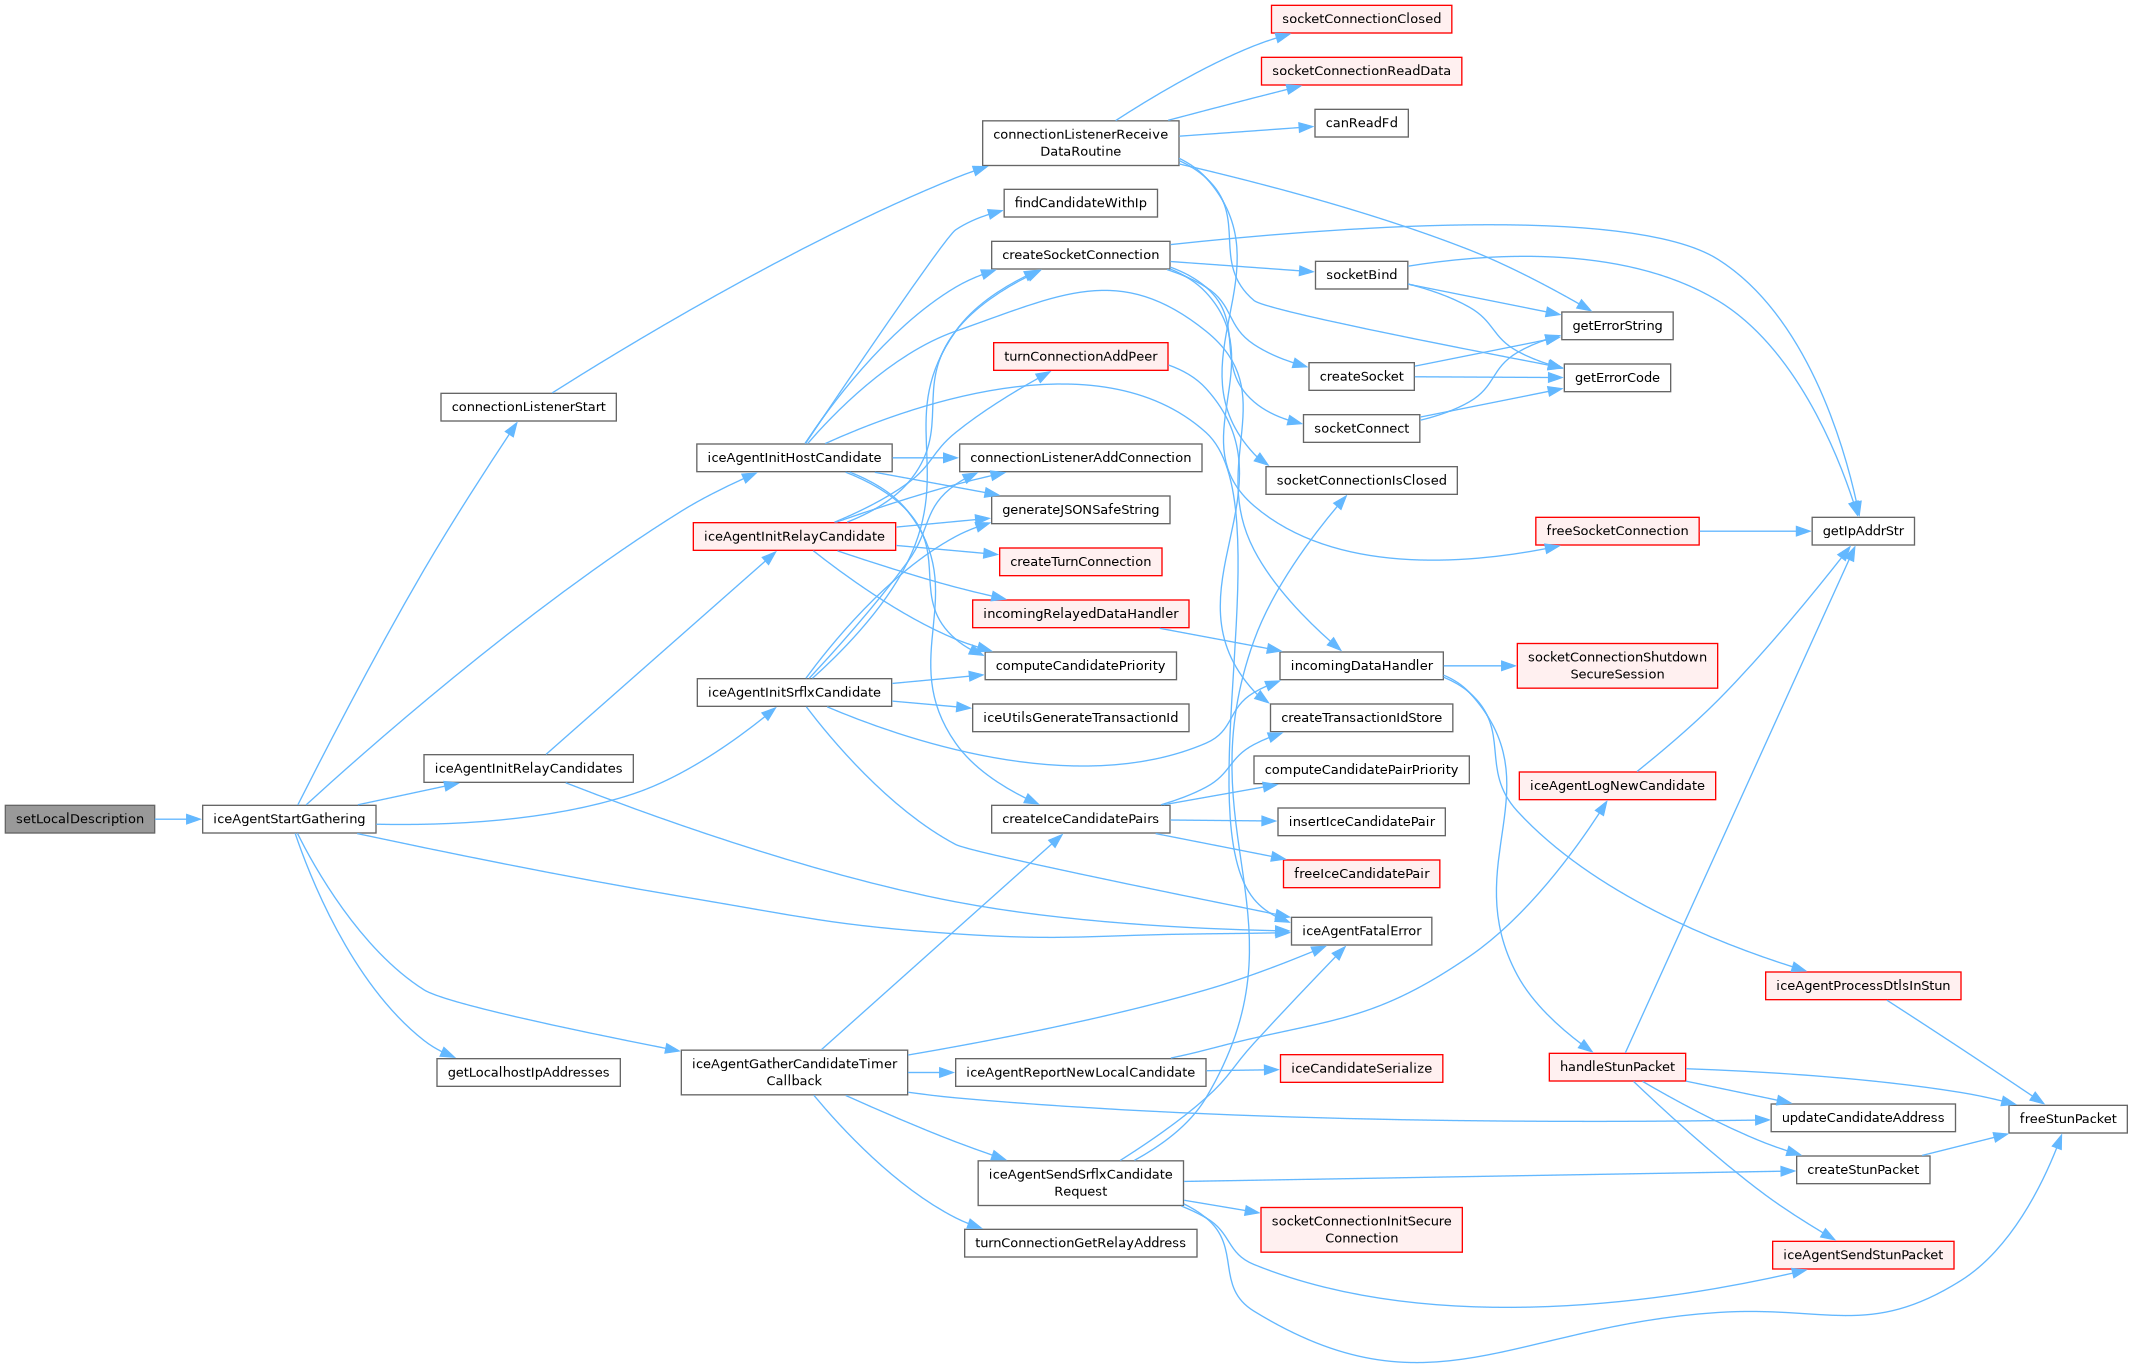 setLocalDescription
iceAgentStartGathering
connectionListenerStart
iceAgentInitRelayCandidates
getLocalhostIpAddresses
iceAgentInitHostCandidate
iceAgentInitRelayCandidate
iceAgentInitSrflxCandidate
iceAgentGatherCandidateTimer
Callback
connectionListenerReceive
DataRoutine
findCandidateWithIp
createSocketConnection
turnConnectionAddPeer
connectionListenerAddConnection
generateJSONSafeString
createTurnConnection
incomingRelayedDataHandler
computeCandidatePriority
iceUtilsGenerateTransactionId
createIceCandidatePairs
iceAgentReportNewLocalCandidate
iceAgentSendSrflxCandidate
Request
turnConnectionGetRelayAddress
socketConnectionClosed
socketConnectionReadData
canReadFd
socketBind
createSocket
socketConnect
socketConnectionIsClosed
incomingDataHandler
createTransactionIdStore
computeCandidatePairPriority
insertIceCandidatePair
freeIceCandidatePair
iceAgentFatalError
iceCandidateSerialize
socketConnectionInitSecure
Connection
getErrorString
getErrorCode
freeSocketConnection
socketConnectionShutdown
SecureSession
iceAgentLogNewCandidate
handleStunPacket
getIpAddrStr
iceAgentProcessDtlsInStun
updateCandidateAddress
createStunPacket
iceAgentSendStunPacket
freeStunPacket